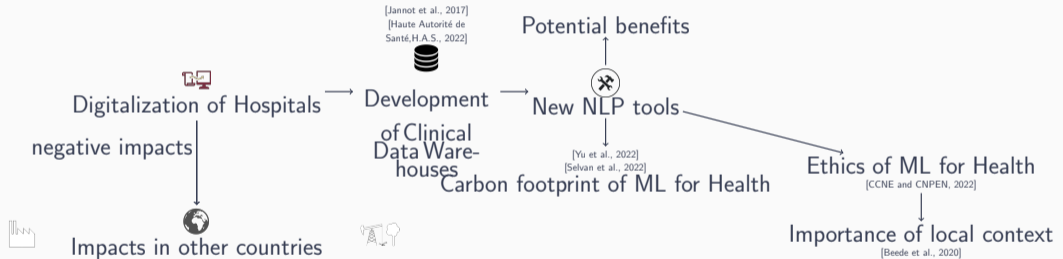 [Jannot et al., 2017]
[Haute Autorité de
Santé,H.A.S., 2022]
Potential benefits
Digitalization of Hospitals
Development
of Clinical
Data Ware-
houses
New NLP tools
negative impacts
[Yu et al., 2022]
[Selvan et al., 2022]
Carbon footprint of ML for Health
Ethics of ML for Health
[CCNE and CNPEN, 2022]
Impacts in other countries
Importance of local context
[Beede et al., 2020]